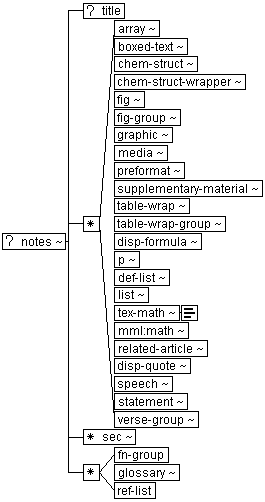 ? title
array ~
boxed-text ~
chem-struct ~
chem-struct-wrapper ~
fig ~
fig-group ~
graphic ~
media ~
preformat ~
supplementary-material ~
table-wrap ~
* table-wrap-group ~
? notes ~
disp-formula ~
p ~
def-list ~
list ~
tex-math ~
mml:math ~
related-article ~
disp-quote ~
speech ~
statement ~
verse-group ~
* sec ~
fn-group
* glossary ~
ref-list